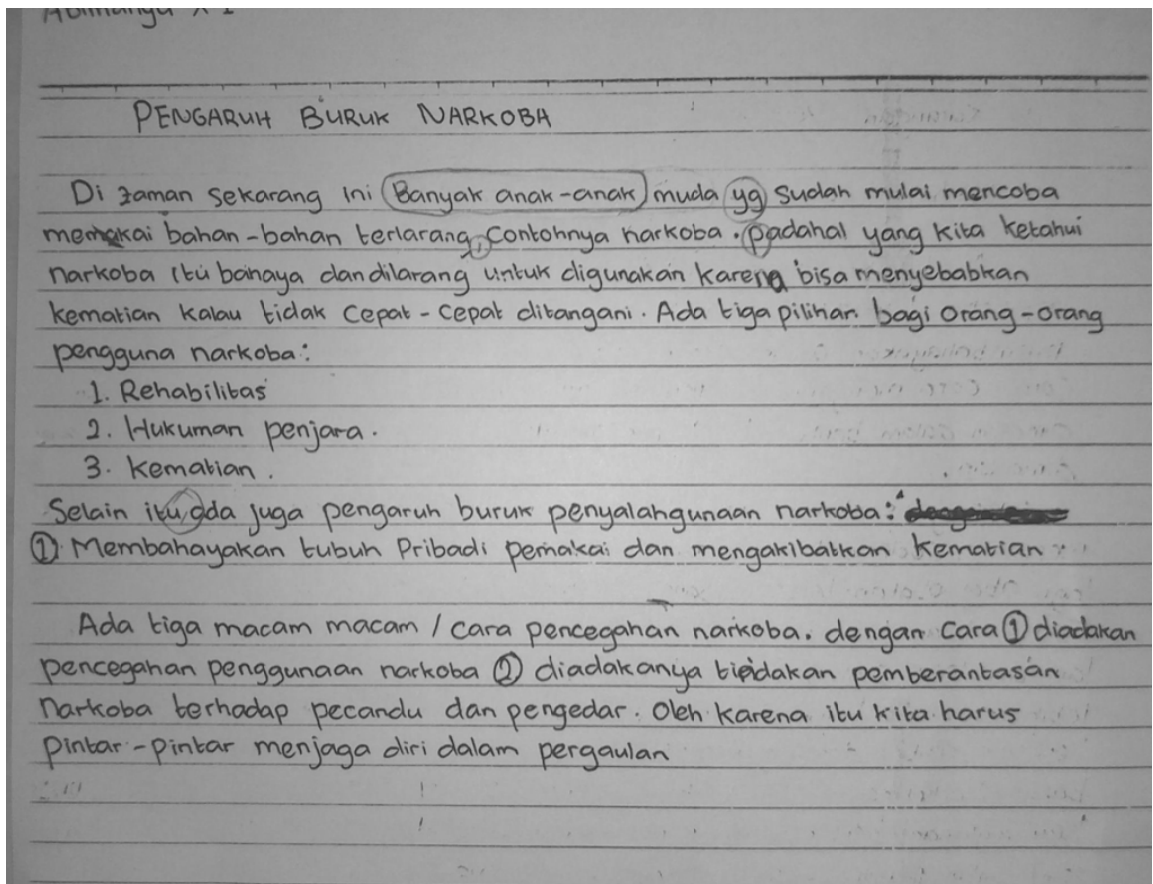 PENGARUH BURUK NARKOBA
Di zaman sekarang ini Banyak anak-anak muda yg sudah mulai mencoba
memakai bahan-bahan terlarang, Contohnya narkoba. padahal yang kita ketahui
narkoba itu bahaya dan dilarang untuk digunakan karena bisa menyebabkan
kematian kalau tidak cepat-cepat ditangani. Ada tiga pilihan bagi orang-orang
pengguna narkoba:
1. Rehabilitas
2. Hukuman penjara.
3. kematian.
Selain itu, ada juga pengaruh buruk penyalahgunaan narkoba:
① Membahayakan tubuh Pribadi pemakai dan mengakibatkan kematian.
Ada tiga macam macam / cara pencegahan narkoba. dengan cara ① diadakan
pencegahan penggunaan narkoba ② diadakanya tindakan pemberantasan
narkoba terhadap pecandu dan pengedar. Oleh karena itu kita harus
pintar-pintar menjaga diri dalam pergaulan